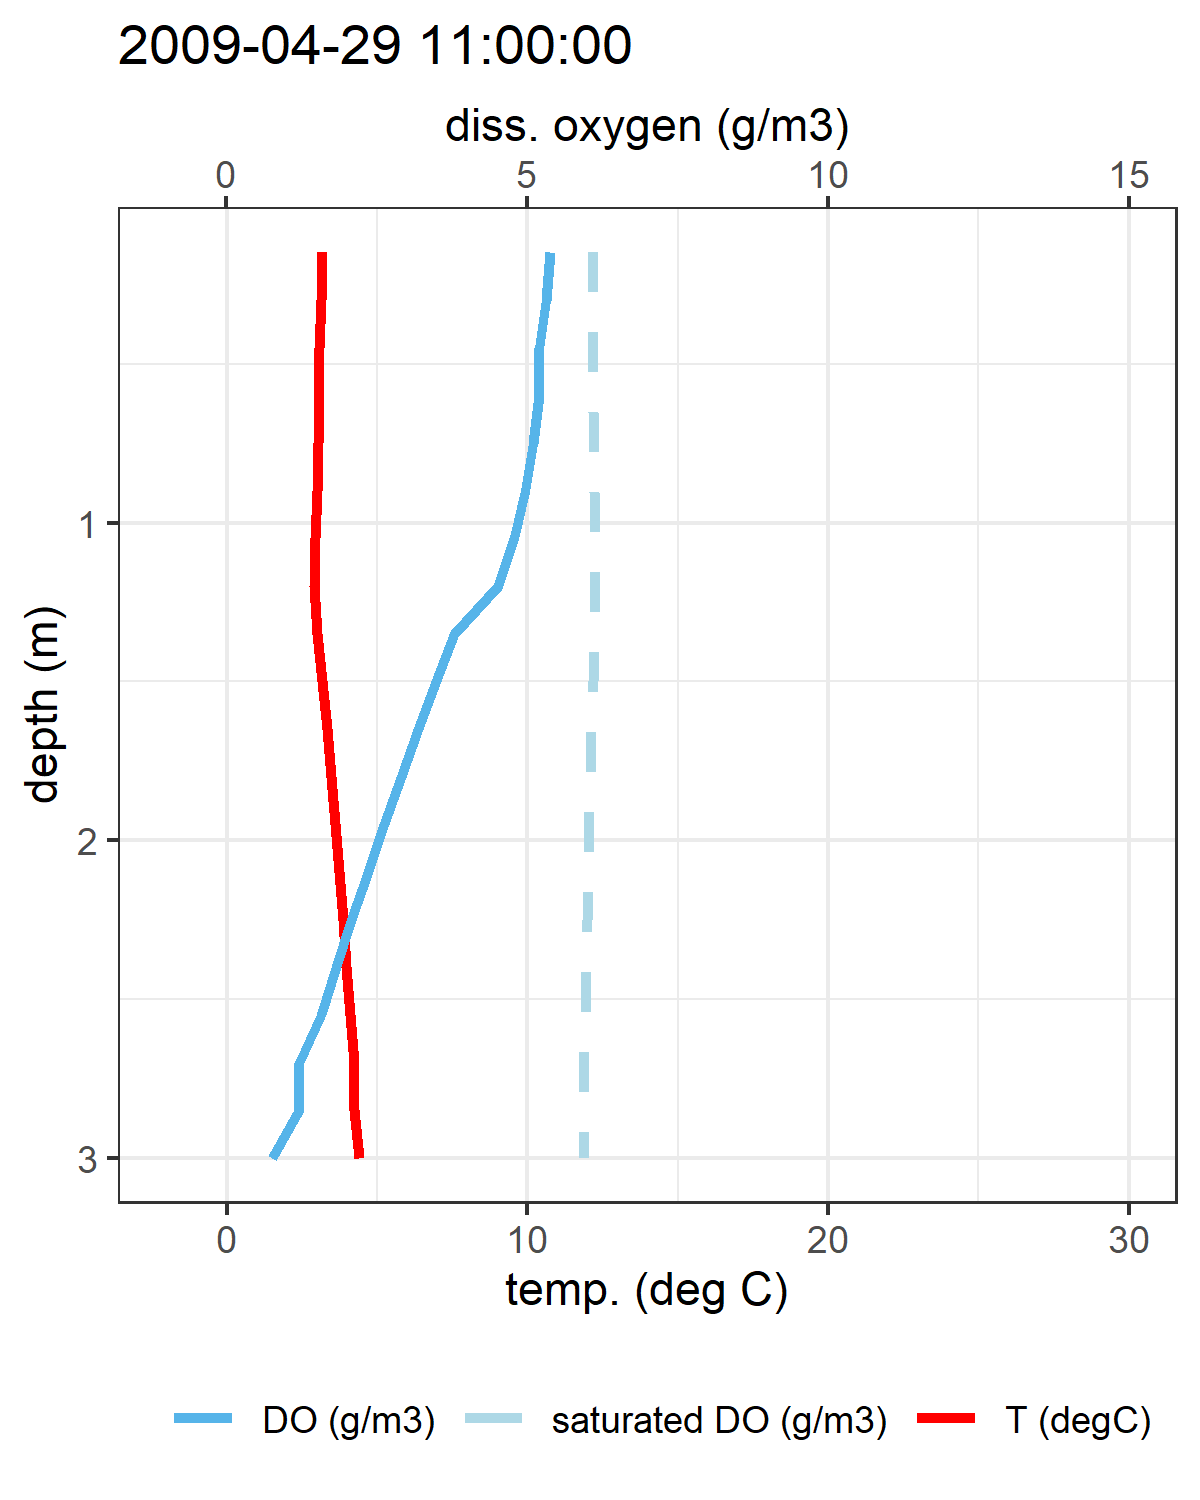 2009-04-29 11:00:00
diss. oxygen (g/m3)
0 5 10 15
depth (m)
1
2
3
0 10 20 30
temp. (deg C)
DO (g/m3) saturated DO (g/m3) T (degC)